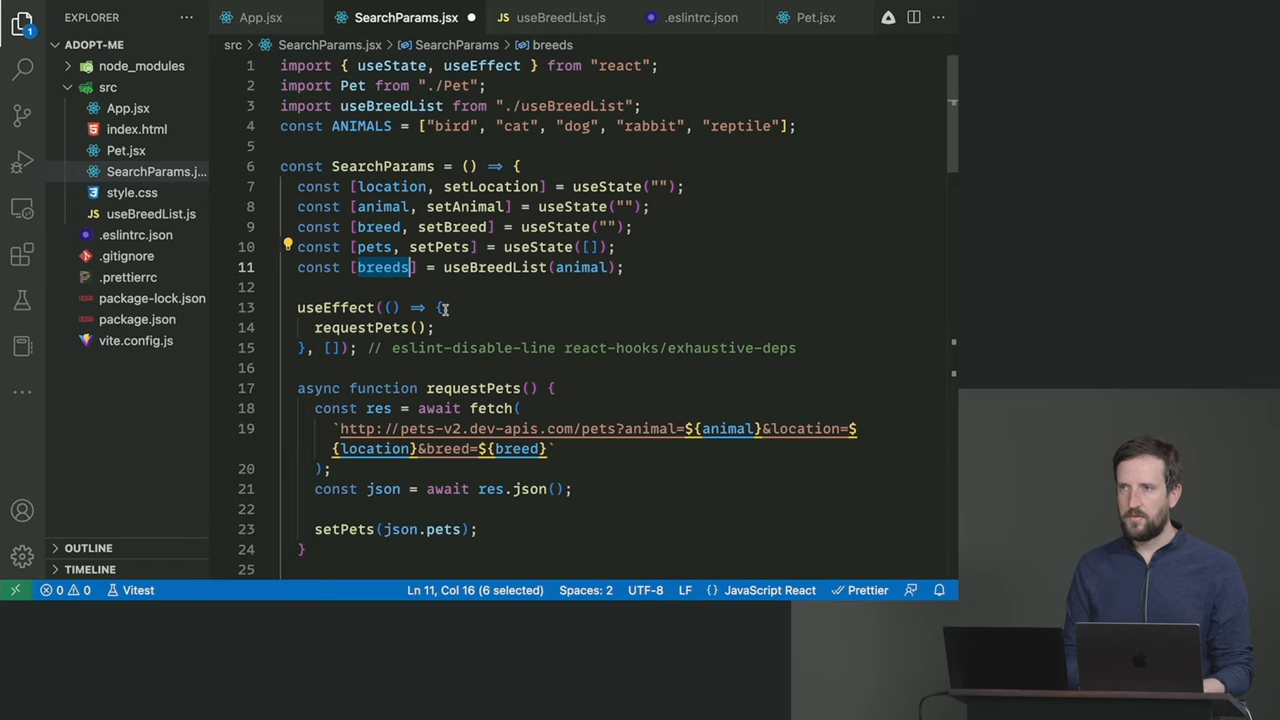 EXPLORER
App.jsx
SearchParams.jsx
JS useBreedList.js
.eslintrc.json
Pet.jsx
1
ADOPT-ME
src > SearchParams.jsx > SearchParams > breeds
node_modules
src
App.jsx
index.html
Pet.jsx
SearchParams.j...
style.css
JS useBreedList.js
.eslintrc.json
.gitignore
.prettierrc
package-lock.json
package.json
vite.config.js
OUTLINE
TIMELINE
1 import { useState, useEffect } from "react";
2 import Pet from "./Pet";
3 import useBreedList from "./useBreedList";
4 const ANIMALS = ["bird", "cat", "dog", "rabbit", "reptile"];
5
6 const SearchParams = () => {
7 const [location, setLocation] = useState("");
8 const [animal, setAnimal] = useState("");
9 const [breed, setBreed] = useState("");
10 const [pets, setPets] = useState([]);
11 const [breeds] = useBreedList(animal);
12
13 useEffect(() => {
14 requestPets();
15 }, []); // eslint-disable-line react-hooks/exhaustive-deps
16
17 async function requestPets() {
18 const res = await fetch(
19 `http://pets-v2.dev-apis.com/pets?animal=${animal}&location=$
{location}&breed=${breed}`
20 );
21 const json = await res.json();
22
23 setPets(json.pets);
24 }
25
0 0 Vitest Ln 11, Col 16 (6 selected) Spaces: 2 UTF-8 LF {} JavaScript React Prettier